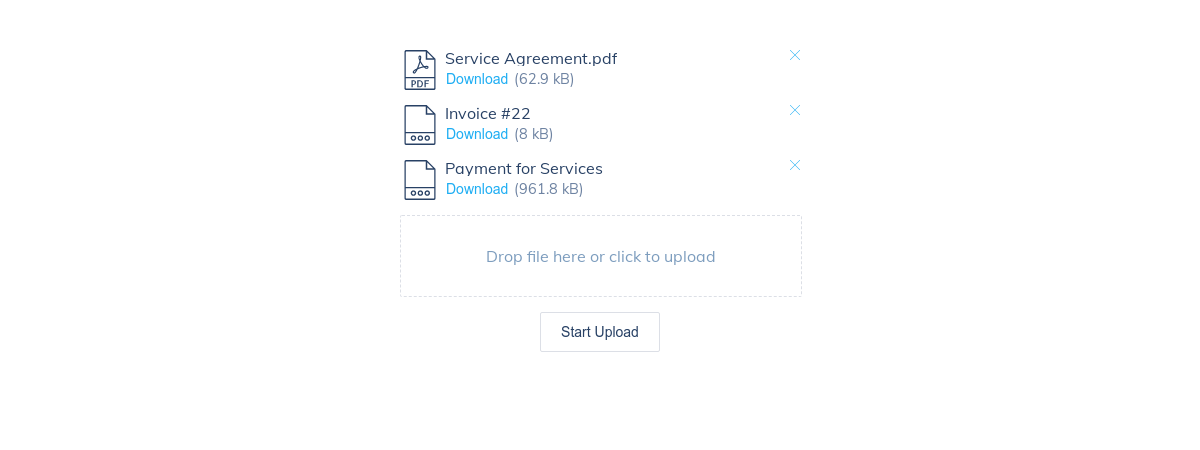 Service Agreement.pdf
PDF
Download (62.9 kB)
Invoice #22
Download (8 kB)
Payment for Services
Download (961.8 kB)
Drop file here or click to upload
Start Upload